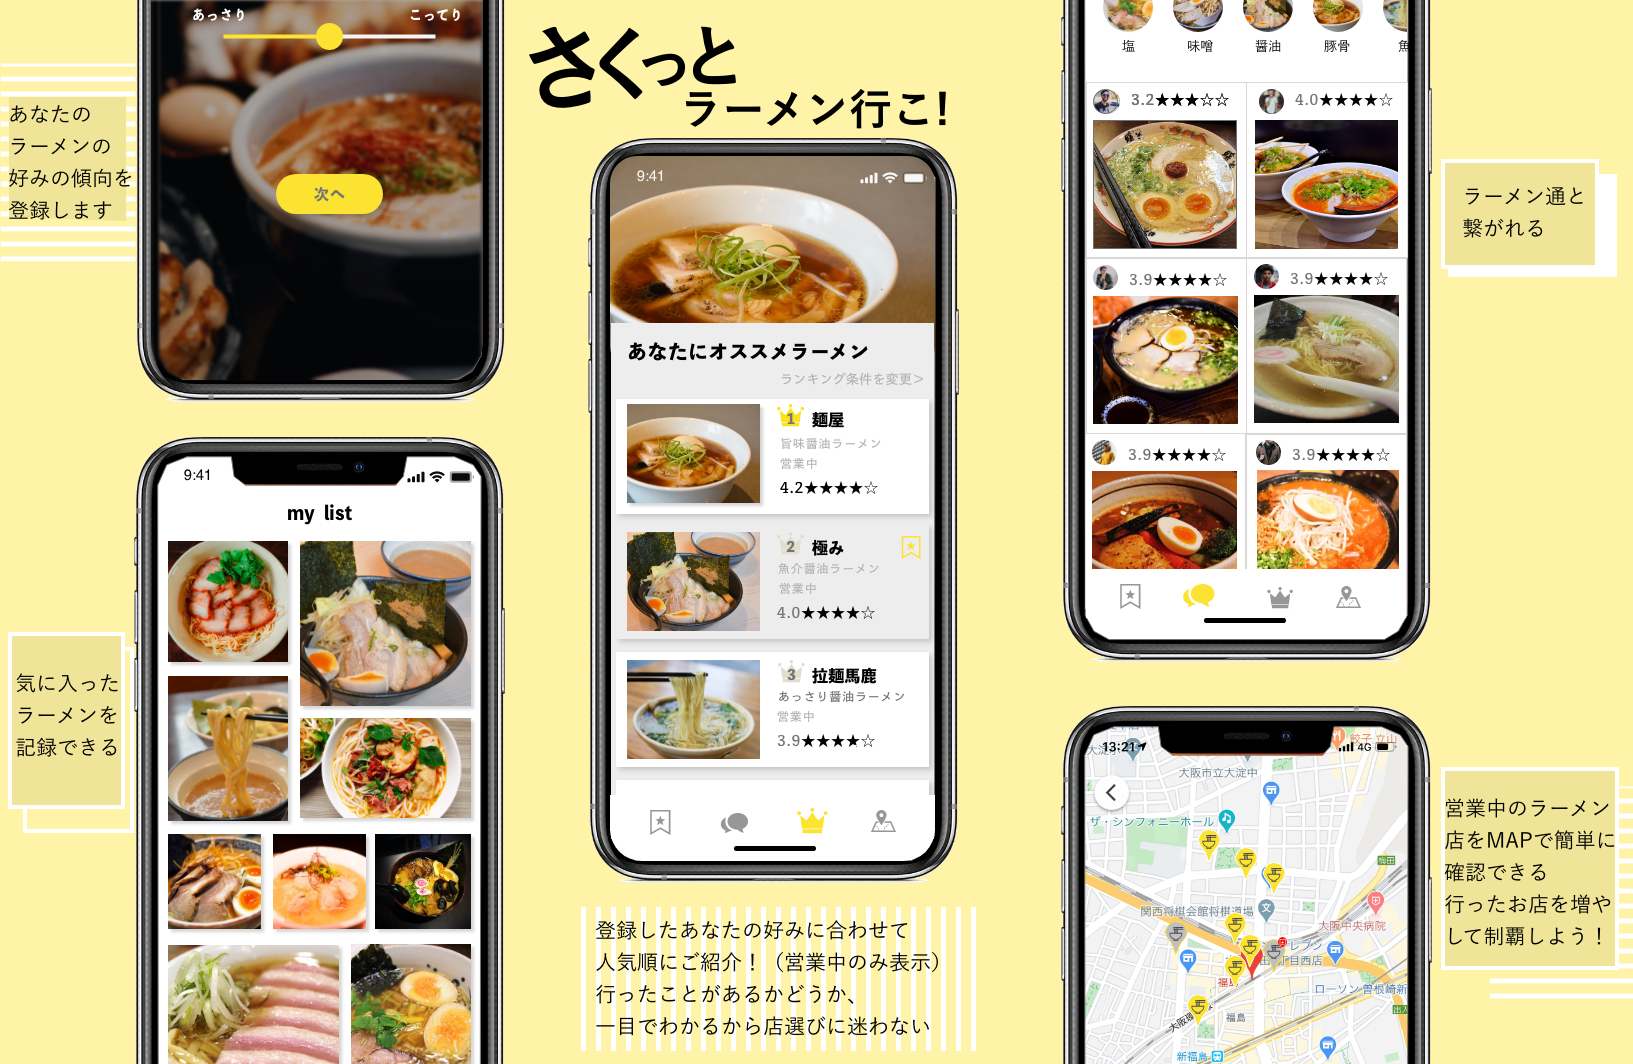 あっさり
こってり
次へ
あなたの
ラーメンの
好みの傾向を
登録します
さくっと
ラーメン行こ!
9:41
あなたにオススメラーメン
ランキング条件を変更>
1 麺屋
旨味醤油ラーメン
営業中
4.2★★★★☆
2 極み
魚介醤油ラーメン
営業中
4.0★★★★☆
3 拉麺馬鹿
あっさり醤油ラーメン
営業中
3.9★★★★☆
登録したあなたの好みに合わせて
人気順にご紹介！（営業中のみ表示）
行ったことがあるかどうか、
一目でわかるから店選びに迷わない
9:41
my list
気に入った
ラーメンを
記録できる
塩
味噌
醤油
豚骨
魚
3.2★★★☆☆
4.0★★★★☆
3.9★★★★☆
3.9★★★★☆
3.9★★★★☆
3.9★★★★☆
ラーメン通と
繋がれる
13:21
4G
餃子 立山
大阪市立大淀中
ザ・シンフォニーホール
梅田
関西将棋会館将棋道場
文
大阪中央病院
ローソン 曽根崎新
福島
新福島
営業中のラーメン
店をMAPで簡単に
確認できる
行ったお店を増や
して制覇しよう！